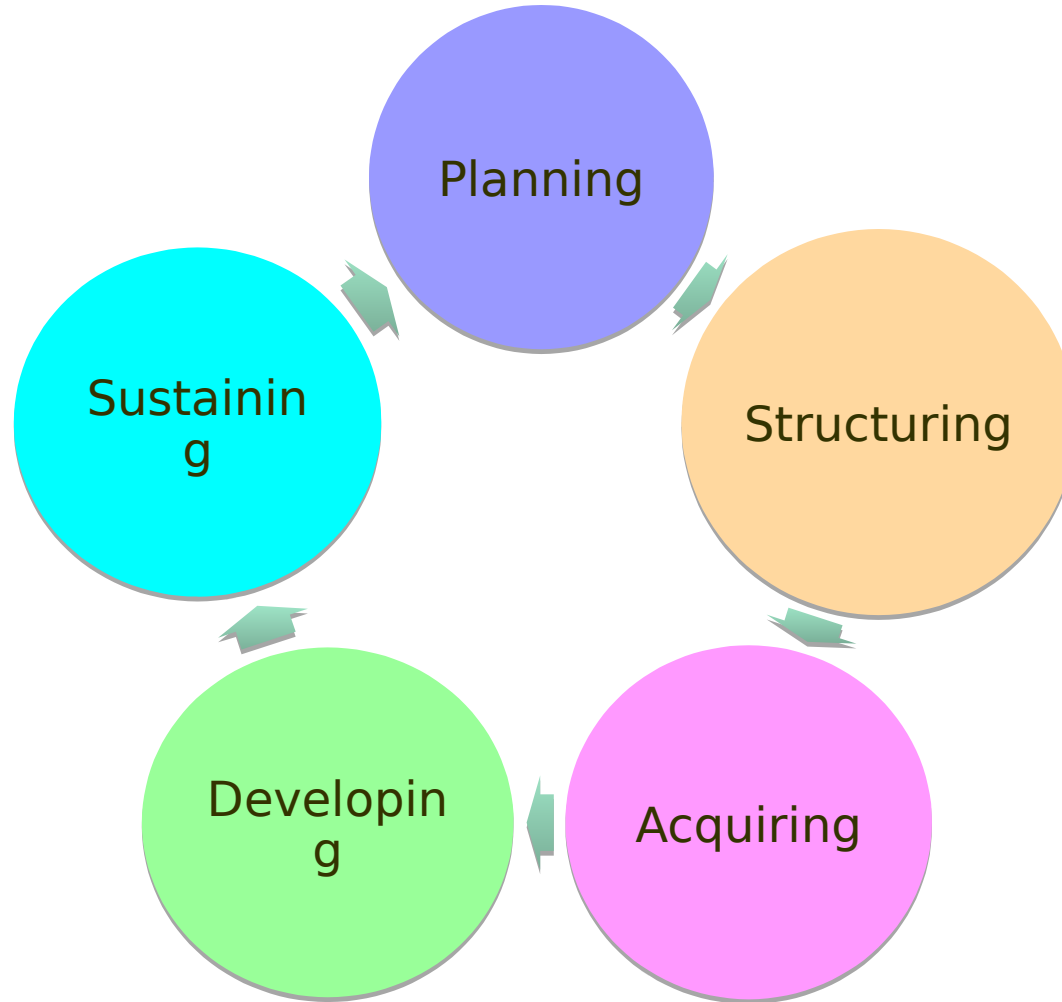 Planning
Structuring
Acquiring
Developin
g
Sustainin
g